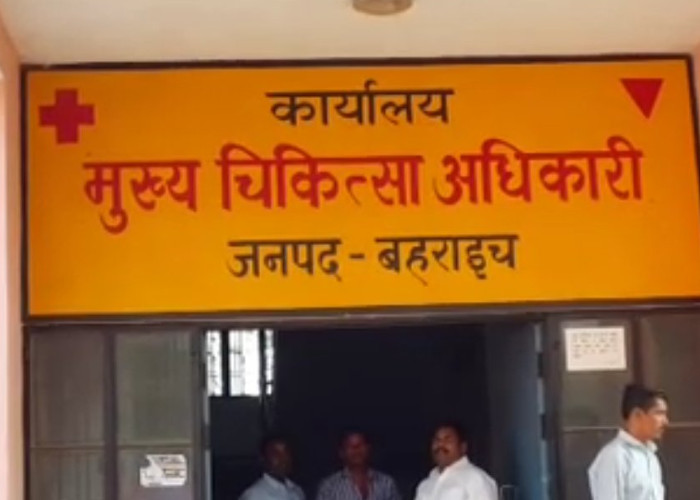 कार्यालय
मुख्य चिकित्सा अधिकारी
जनपद - बहराइच